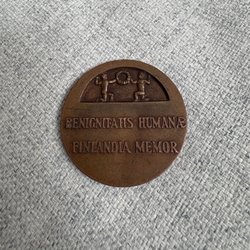 BENIGNITATIS HUMANÆ
FINLANDIA MEMOR